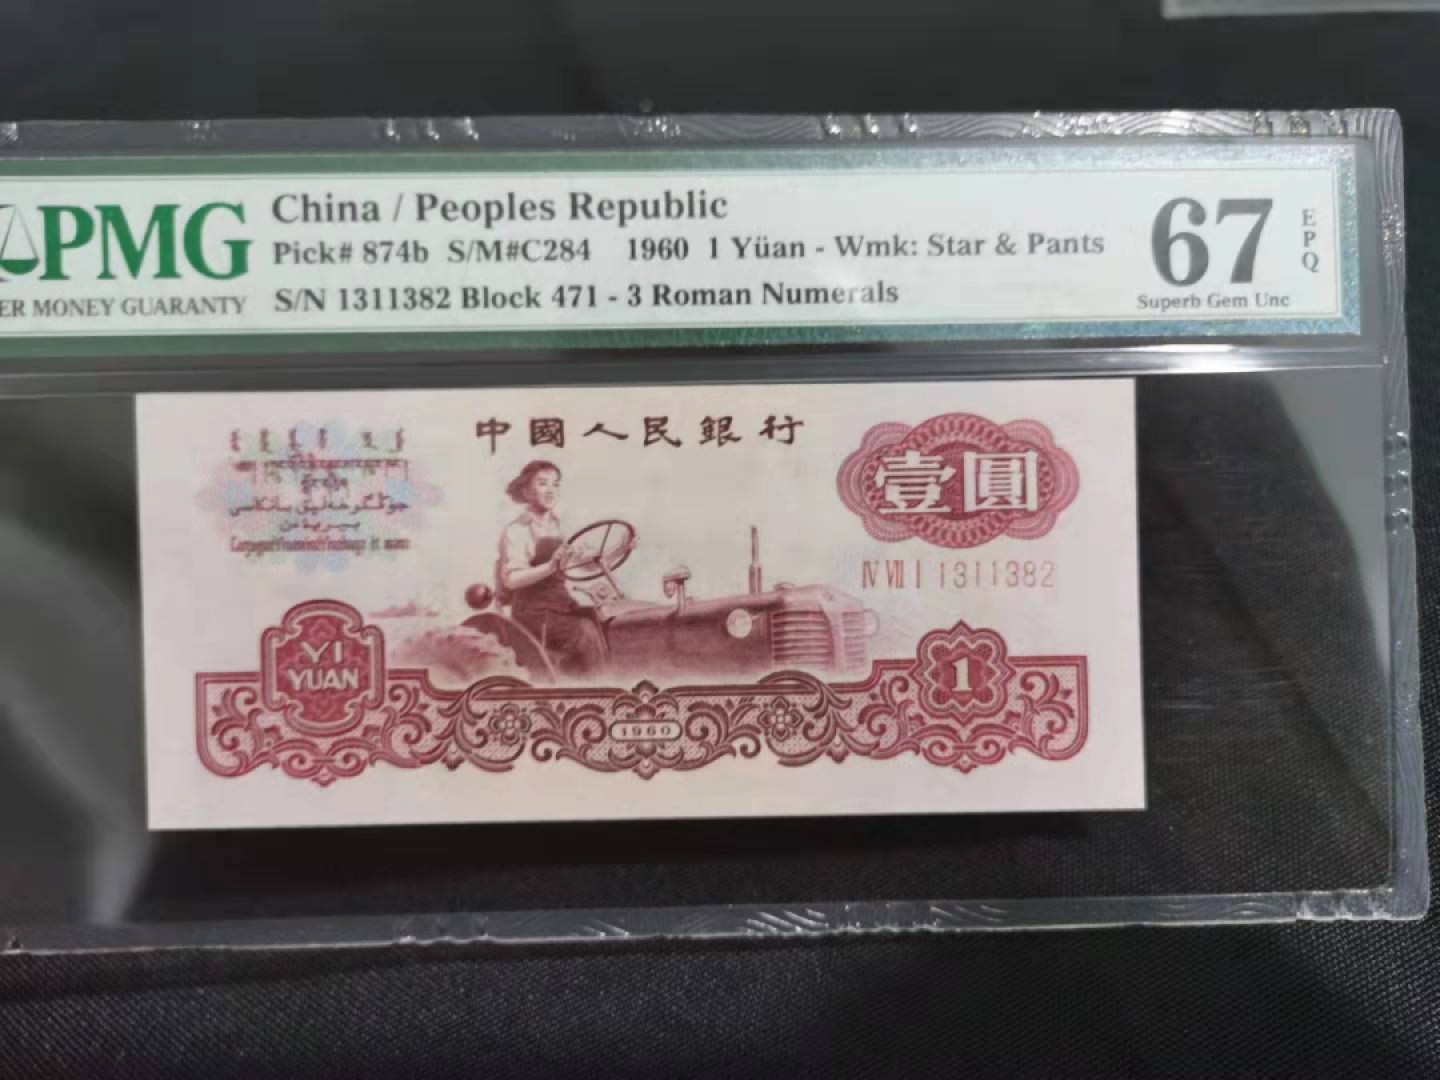 PMG
ER MONEY GUARANTY
China / Peoples Republic
Pick# 874b S/M#C284 1960 1 Yüan - Wmk: Star & Pants
S/N 1311382 Block 471 - 3 Roman Numerals
67
EPQ
Superb Gem Unc
中國人民銀行
壹圓
Ⅳ Ⅶ Ⅰ 1311382
YI
YUAN
1960
1